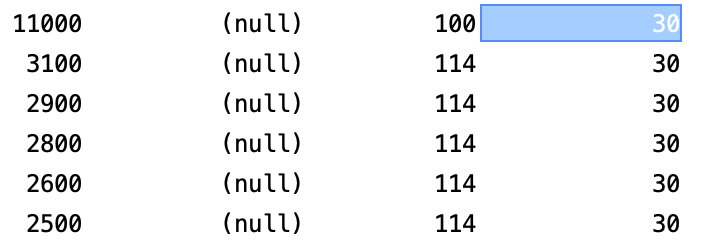 11000 (null) 100 30
3100 (null) 114 30
2900 (null) 114 30
2800 (null) 114 30
2600 (null) 114 30
2500 (null) 114 30